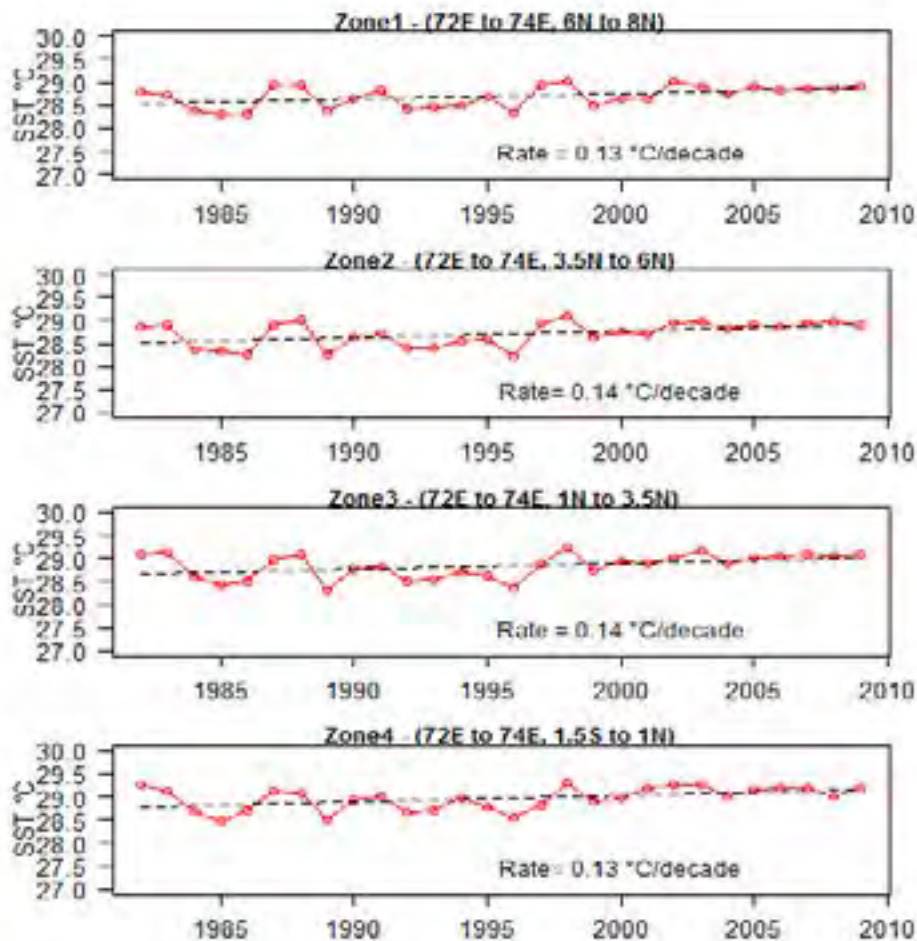 Zone1 - (72E to 74E, 6N to 8N)
SST °C
30.0
29.5
29.0
28.5
28.0
27.5
27.0
Rate = 0.13 °C/decade
1985 1990 1995 2000 2005 2010
Zone2 - (72E to 74E, 3.5N to 6N)
SST °C
30.0
29.5
29.0
28.5
28.0
27.5
27.0
Rate= 0.14 °C/decade
1985 1990 1995 2000 2005 2010
Zone3 - (72E to 74E, 1N to 3.5N)
SST °C
30.0
29.5
29.0
28.5
28.0
27.5
27.0
Rate = 0.14 °C/decade
1985 1990 1995 2000 2005 2010
Zone4 - (72E to 74E, 1.5S to 1N)
SST °C
30.0
29.5
29.0
28.5
28.0
27.5
27.0
Rate= 0.13 °C/decade
1985 1990 1995 2000 2005 2010